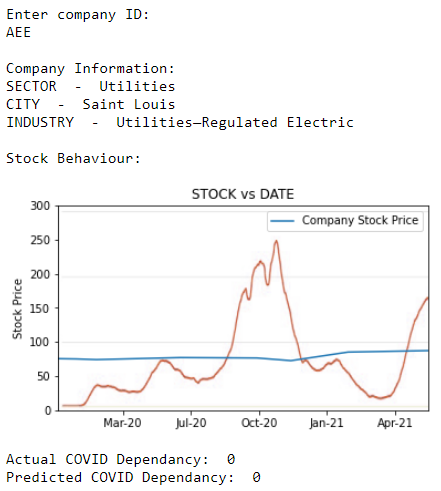 Enter company ID:
AEE
Company Information:
SECTOR - Utilities
CITY - Saint Louis
INDUSTRY - Utilities—Regulated Electric
Stock Behaviour:
STOCK vs DATE
Company Stock Price
300
250
200
150
100
50
0
Stock Price
Mar-20 Jul-20 Oct-20 Jan-21 Apr-21
Actual COVID Dependancy: 0
Predicted COVID Dependancy: 0